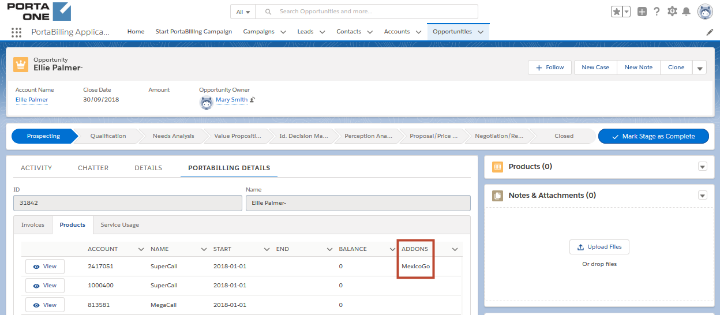 PORTA
ONE
All
Search Opportunities and more...
PortaBilling Applica... Home Start PortaBilling Campaign Campaigns Leads Contacts Accounts Opportunities
Opportunity
Ellie Palmer-
+ Follow New Case New Note Clone
Account Name Close Date Amount Opportunity Owner
Ellie Palmer 30/09/2018 Mary Smith
Prospecting Qualification Needs Analysis Value Propositi... Id. Decision Me... Perception Ana... Proposal/Price ... Negotiation/Re... Closed Mark Stage as Complete
ACTIVITY CHATTER DETAILS PORTABILLING DETAILS
ID Name
31842 Ellie Palmer-
Invoices Products Service Usage
ACCOUNT NAME START END BALANCE ADDONS
View 2417051 SuperCall 2018-01-01 0 MexicoGo
View 1000400 SuperCall 2018-01-01 0
View 813581 MegaCall 2018-01-01 0
Products (0)
Notes & Attachments (0)
Upload Files
Or drop files